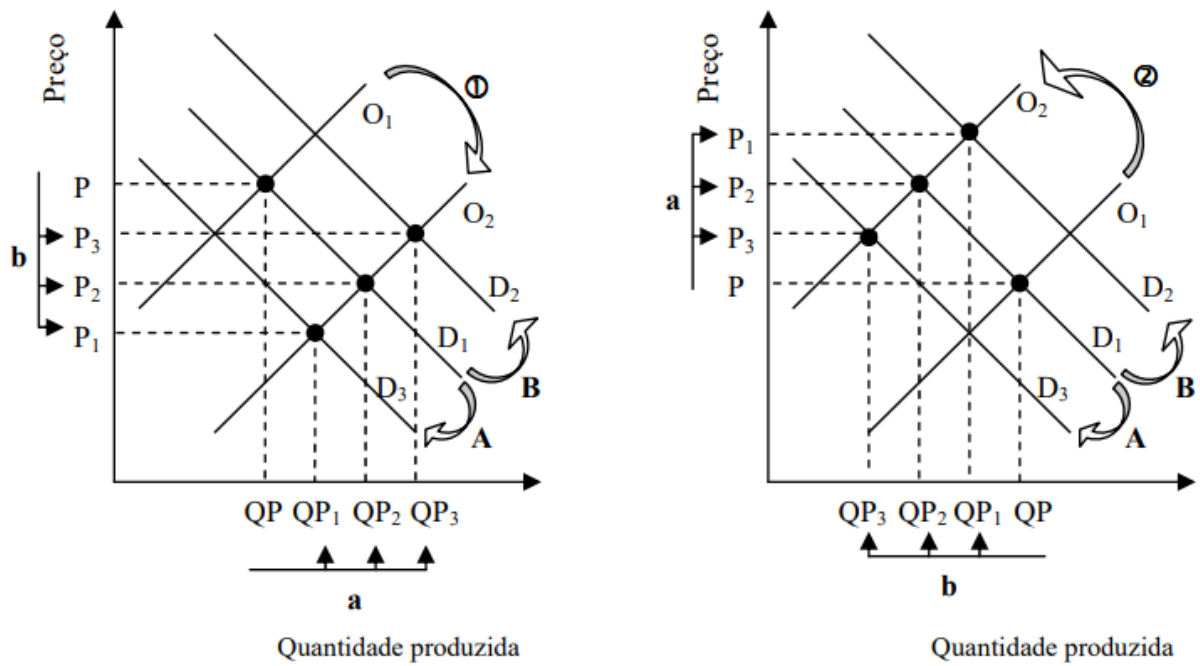 Preço
①
O₁
P
O₂
P₃
b
P₂
D₂
P₁
D₁
D₃
B
A
QP QP₁ QP₂ QP₃
a
Quantidade produzida
Preço
②
O₂
P₁
a
P₂
O₁
P₃
P
D₂
D₁
D₃
B
A
QP₃ QP₂ QP₁ QP
b
Quantidade produzida